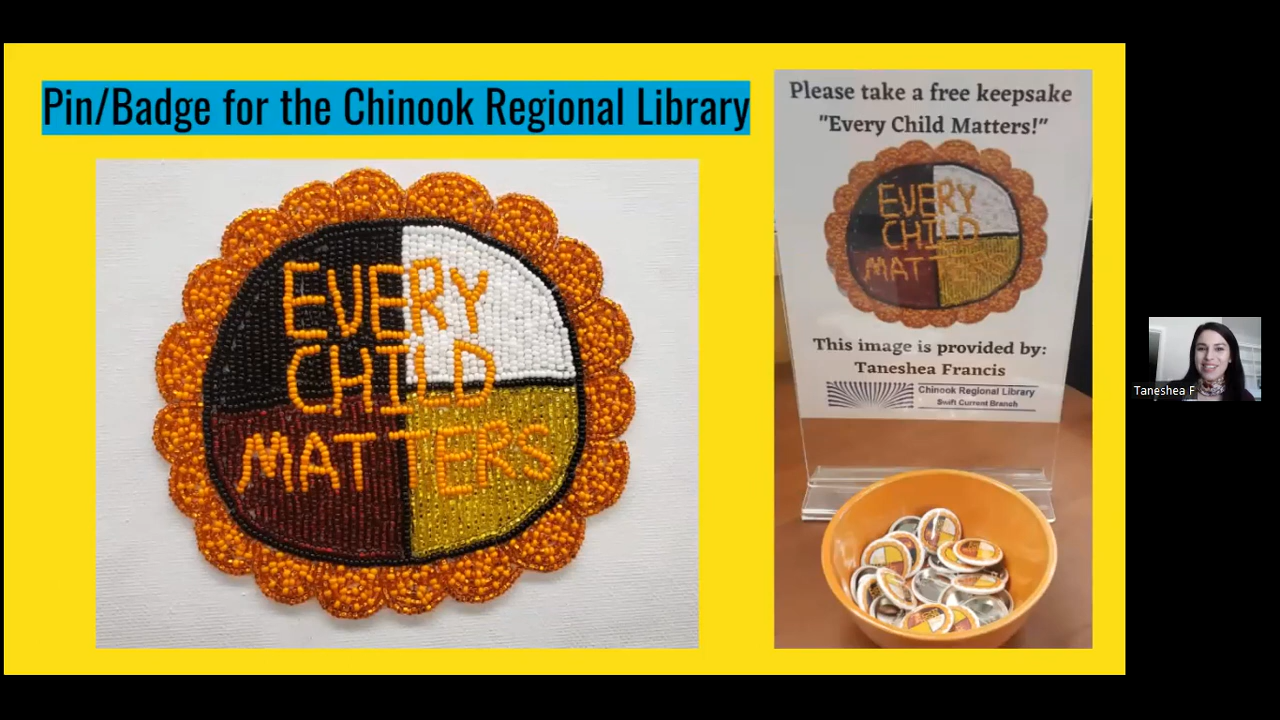 Pin/Badge for the Chinook Regional Library
EVERY
CHILD
MATTERS
Please take a free keepsake
"Every Child Matters!"
EVERY
CHILD
MATTERS
This image is provided by:
Taneshea Francis
Chinook Regional Library
Swift Current Branch
Taneshea F